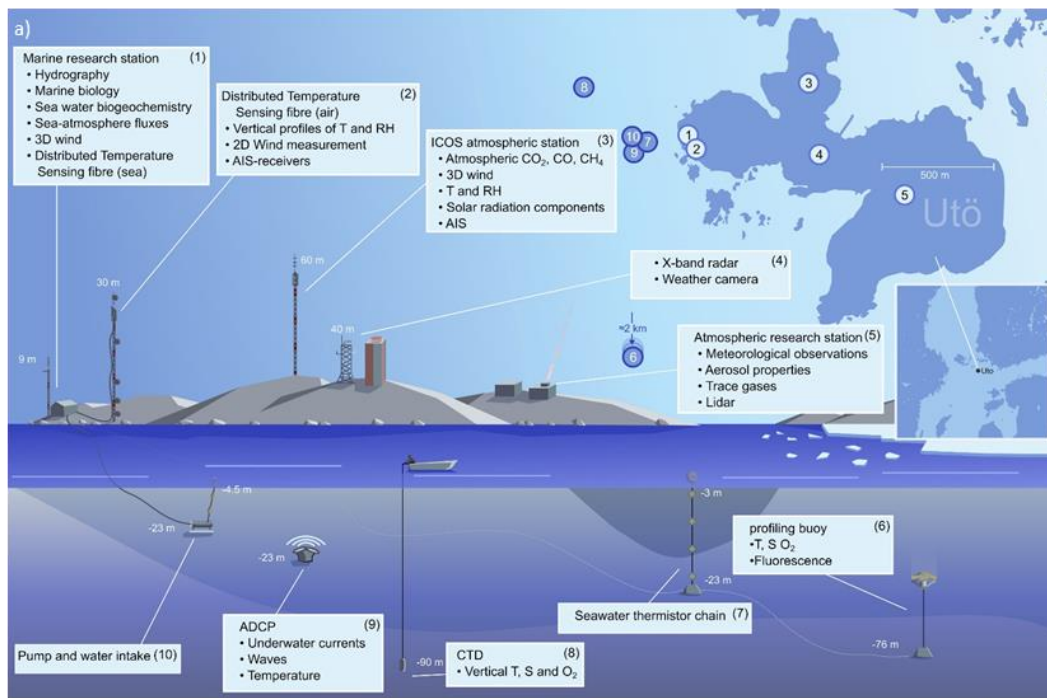 a)
Marine research station (1)
• Hydrography
• Marine biology
• Sea water biogeochemistry
• Sea-atmosphere fluxes
• 3D wind
• Distributed Temperature
Sensing fibre (sea)
Distributed Temperature (2)
Sensing fibre (air)
• Vertical profiles of T and RH
• 2D Wind measurement
• AIS-receivers
ICOS atmospheric station (3)
• Atmospheric CO₂, CO, CH₄
• 3D wind
• T and RH
• Solar radiation components
• AIS
8
10
7
9
1
2
3
4
5
500 m
Utö
• X-band radar (4)
• Weather camera
≈2 km
6
Atmospheric research station (5)
• Meteorological observations
• Aerosol properties
• Trace gases
• Lidar
Uto
9 m
30 m
60 m
40 m
-4.5 m
-23 m
-23 m
-3 m
-23 m
-76 m
-90 m
profiling buoy (6)
•T, S O₂
•Fluorescence
Seawater thermistor chain (7)
Pump and water intake (10)
ADCP (9)
• Underwater currents
• Waves
• Temperature
CTD (8)
• Vertical T, S and O₂